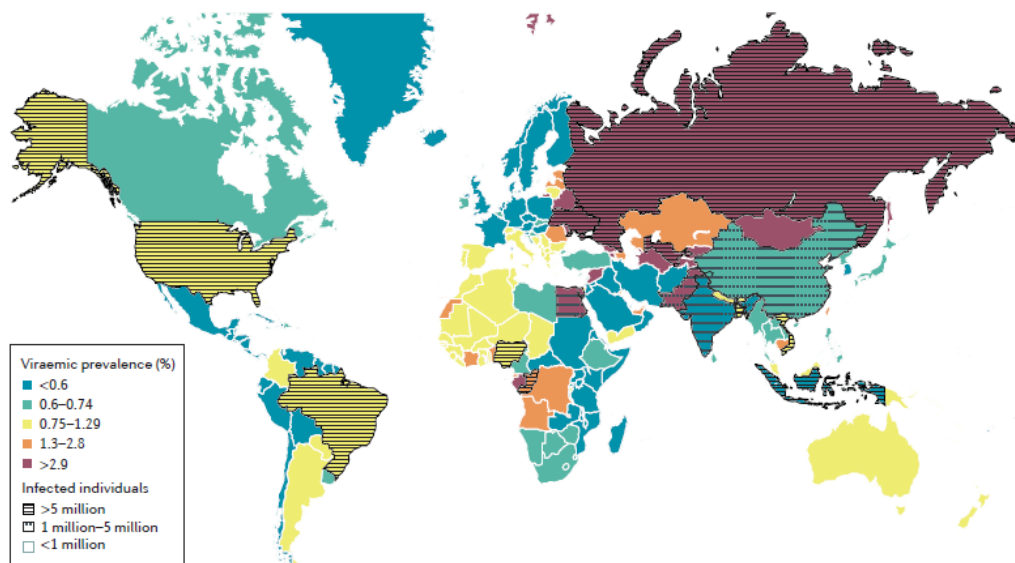 Viraemic prevalence (%)
<0.6
0.6–0.74
0.75–1.29
1.3–2.8
>2.9
Infected individuals
>5 million
1 million–5 million
<1 million